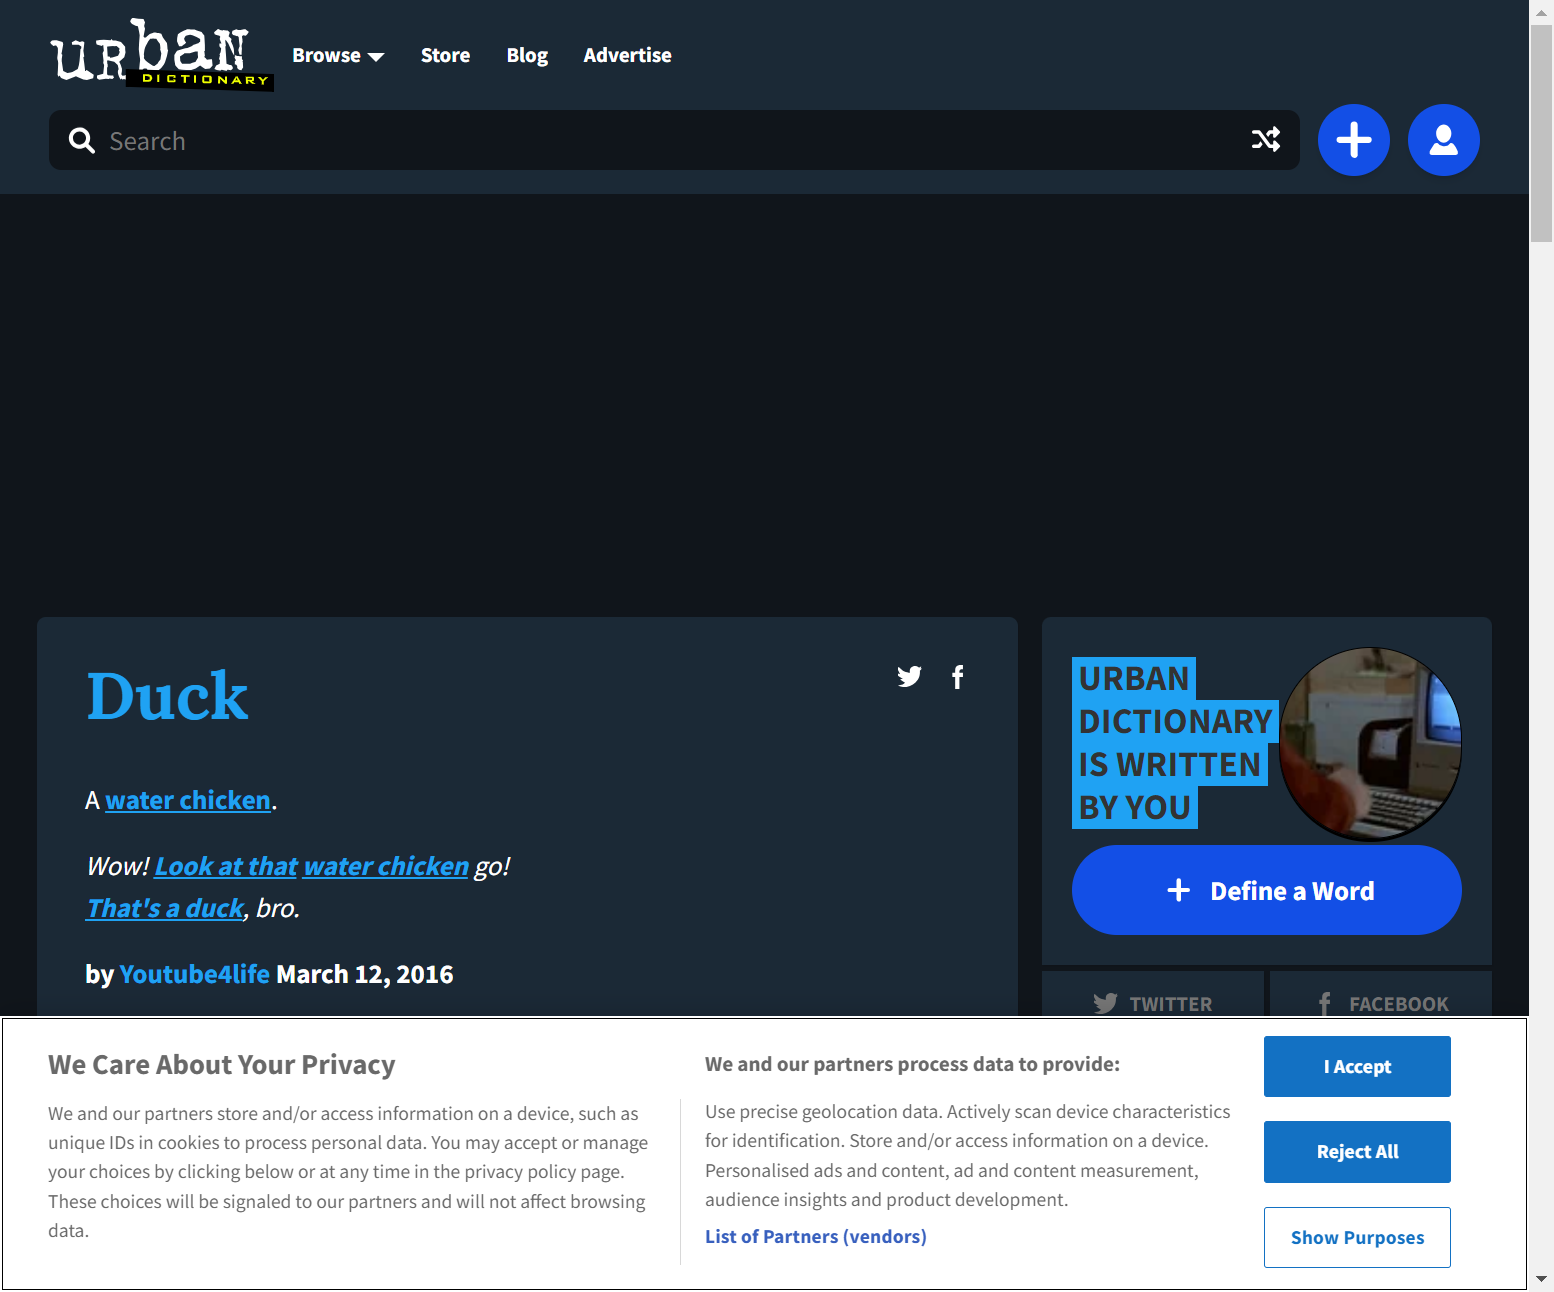 urban
DICTIONARY
Browse
Store
Blog
Advertise
Search
Duck
A water chicken.
Wow! Look at that water chicken go!
That's a duck, bro.
by Youtube4life March 12, 2016
URBAN
DICTIONARY
IS WRITTEN
BY YOU
Define a Word
TWITTER
FACEBOOK
We Care About Your Privacy
We and our partners store and/or access information on a device, such as
unique IDs in cookies to process personal data. You may accept or manage
your choices by clicking below or at any time in the privacy policy page.
These choices will be signaled to our partners and will not affect browsing
data.
We and our partners process data to provide:
Use precise geolocation data. Actively scan device characteristics
for identification. Store and/or access information on a device.
Personalised ads and content, ad and content measurement,
audience insights and product development.
List of Partners (vendors)
I Accept
Reject All
Show Purposes